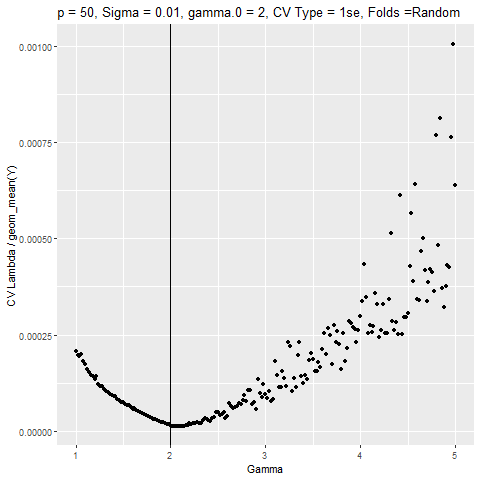 p = 50, Sigma = 0.01, gamma.0 = 2, CV Type = 1se, Folds =Random
CV Lambda / geom_mean(Y)
0.00100
0.00075
0.00050
0.00025
0.00000
1 2 3 4 5
Gamma